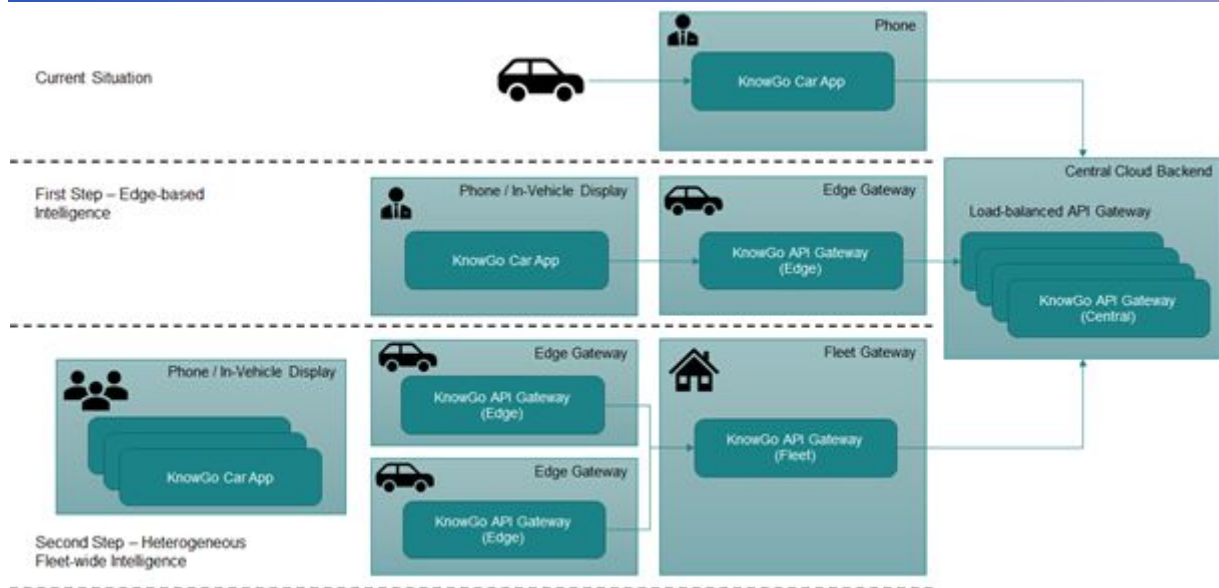 Phone
Current Situation
KnowGo Car App
Central Cloud Backend
First Step – Edge-based
Intelligence
Phone / In-Vehicle Display
Edge Gateway
Load-balanced API Gateway
KnowGo Car App
KnowGo API Gateway
(Edge)
KnowGo API Gateway
(Central)
Phone / In-Vehicle Display
Edge Gateway
Fleet Gateway
KnowGo API Gateway
(Edge)
KnowGo API Gateway
(Fleet)
KnowGo Car App
Edge Gateway
KnowGo API Gateway
(Edge)
Second Step – Heterogeneous
Fleet-wide Intelligence